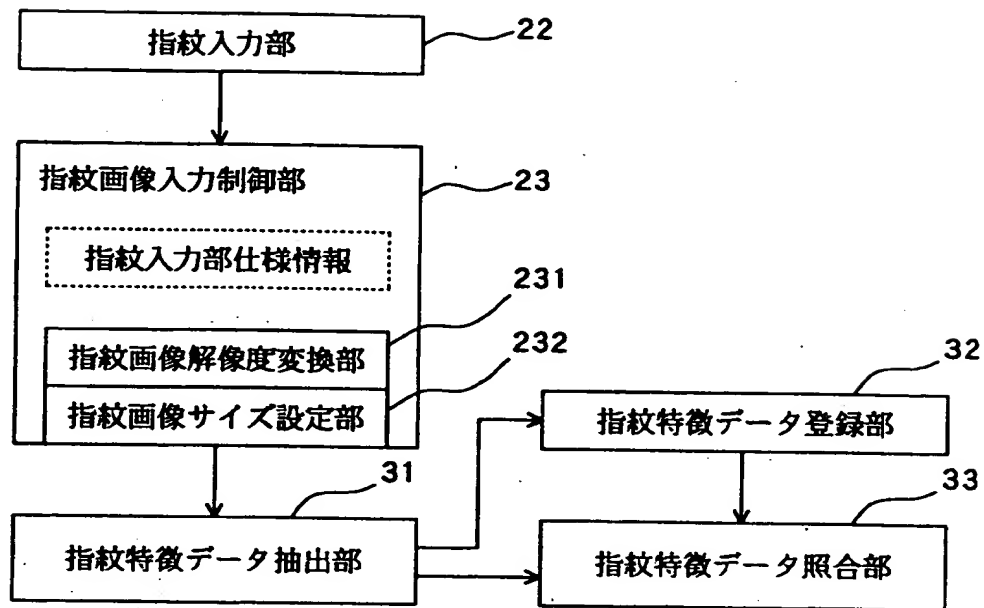 指紋入力部
22
指紋画像入力制御部
23
指紋入力部仕様情報
231
指紋画像解像度変換部
232
指紋画像サイズ設定部
32
指紋特徴データ登録部
31
指紋特徴データ抽出部
33
指紋特徴データ照合部